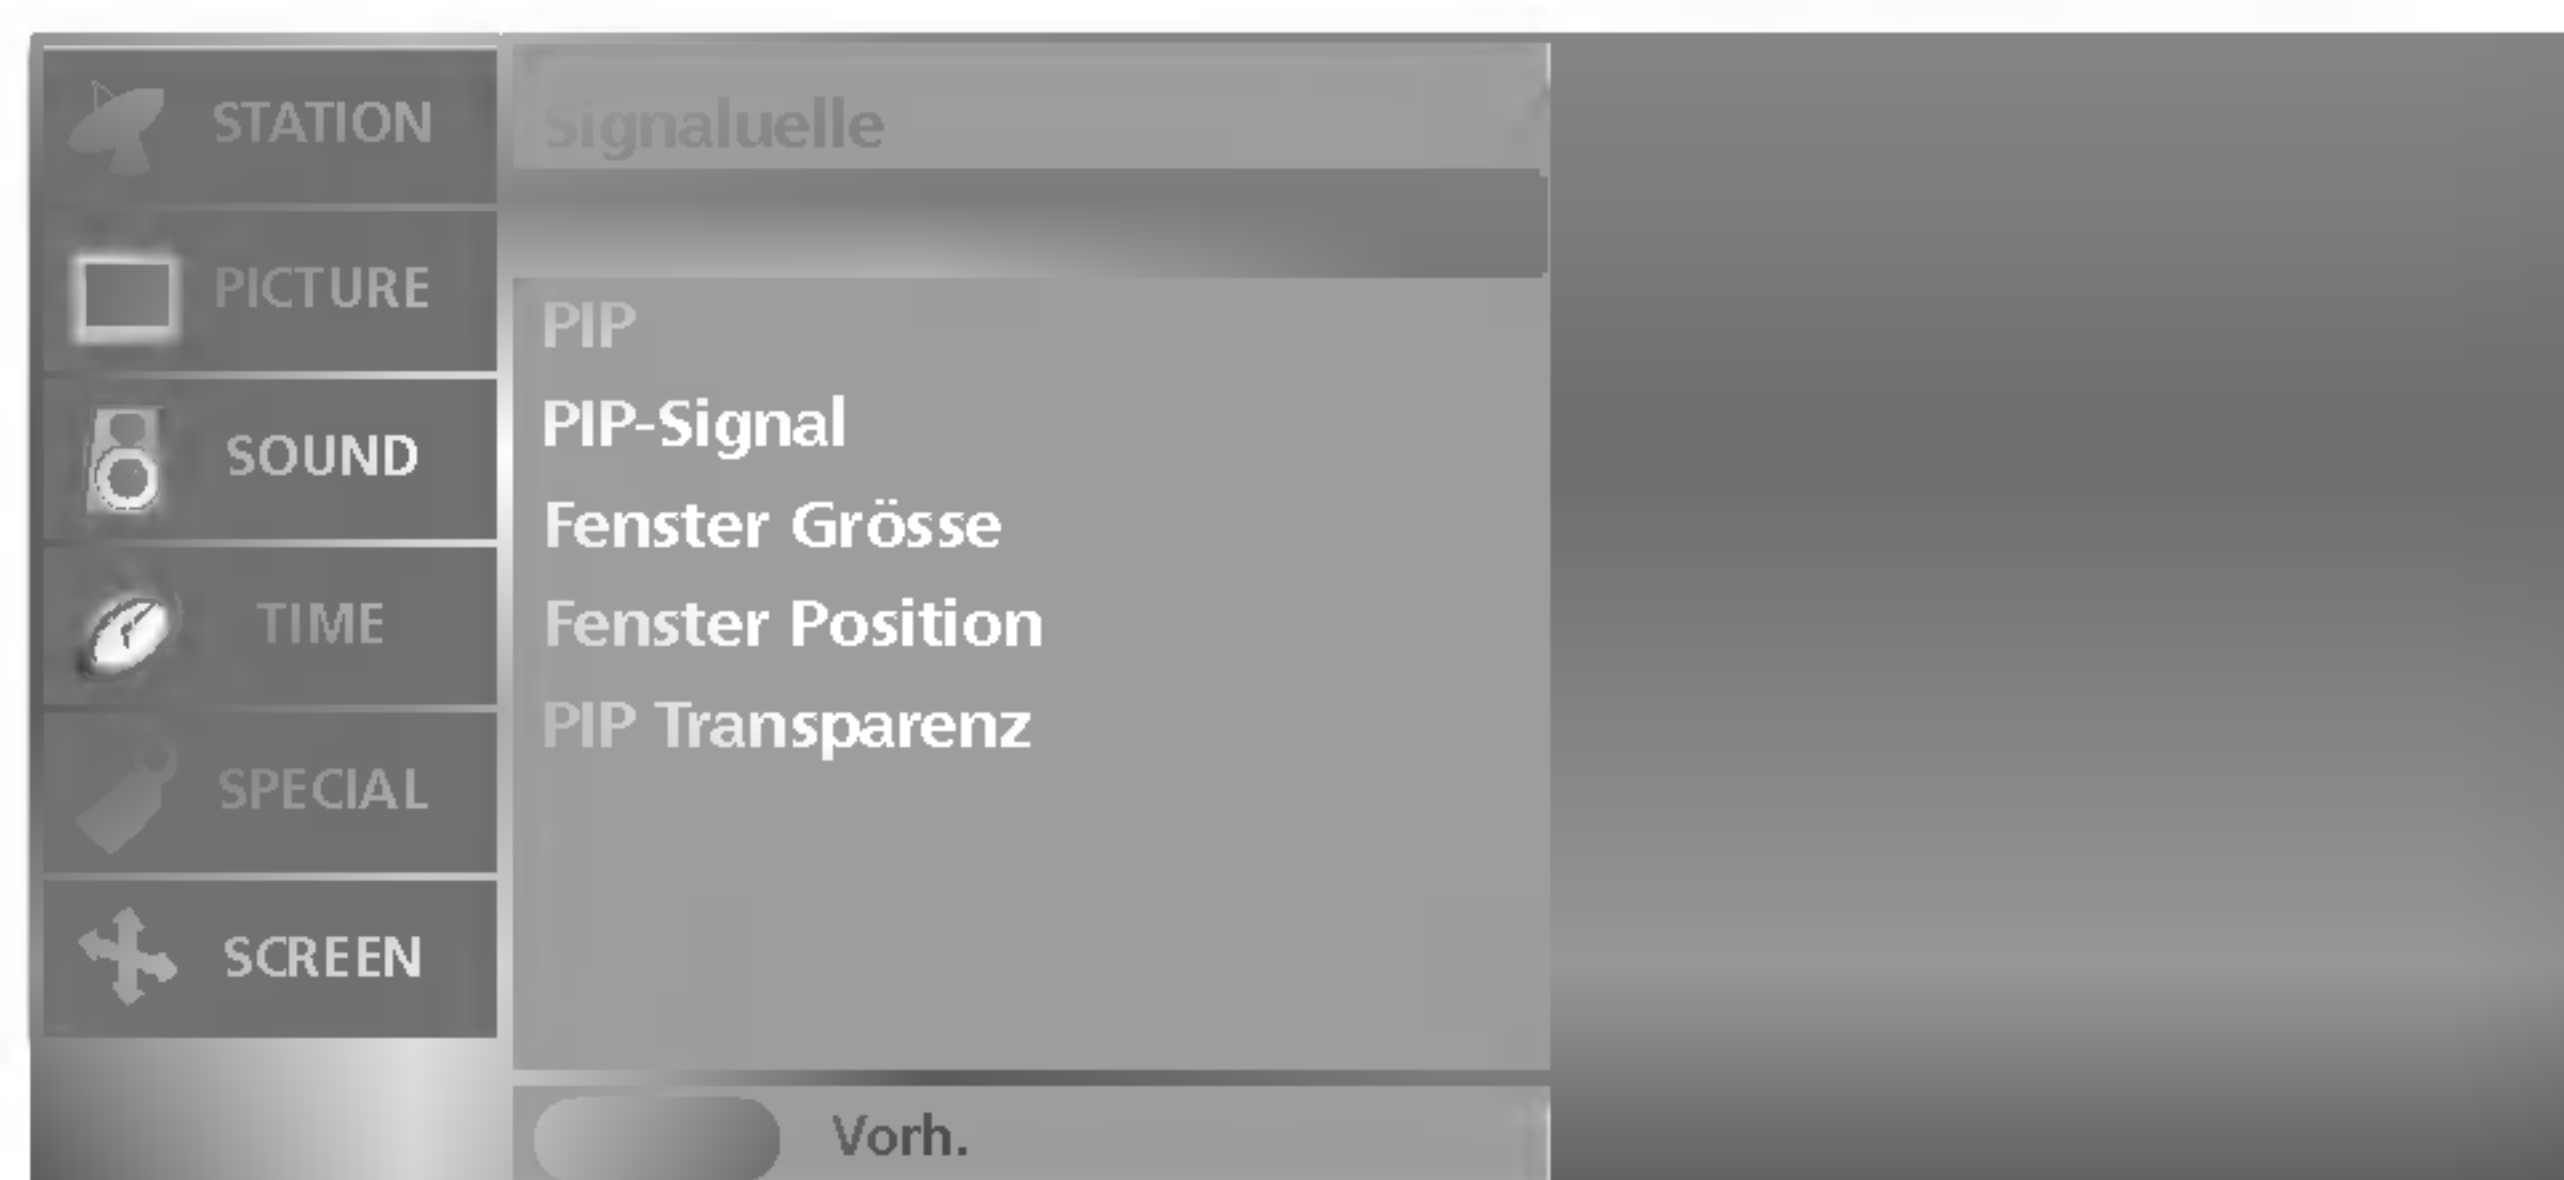 STATION
PICTURE
SOUND
TIME
SPECIAL
SCREEN
Signaluelle
PIP
PIP-Signal
Fenster Grösse
Fenster Position
PIP Transparenz
Vorh.